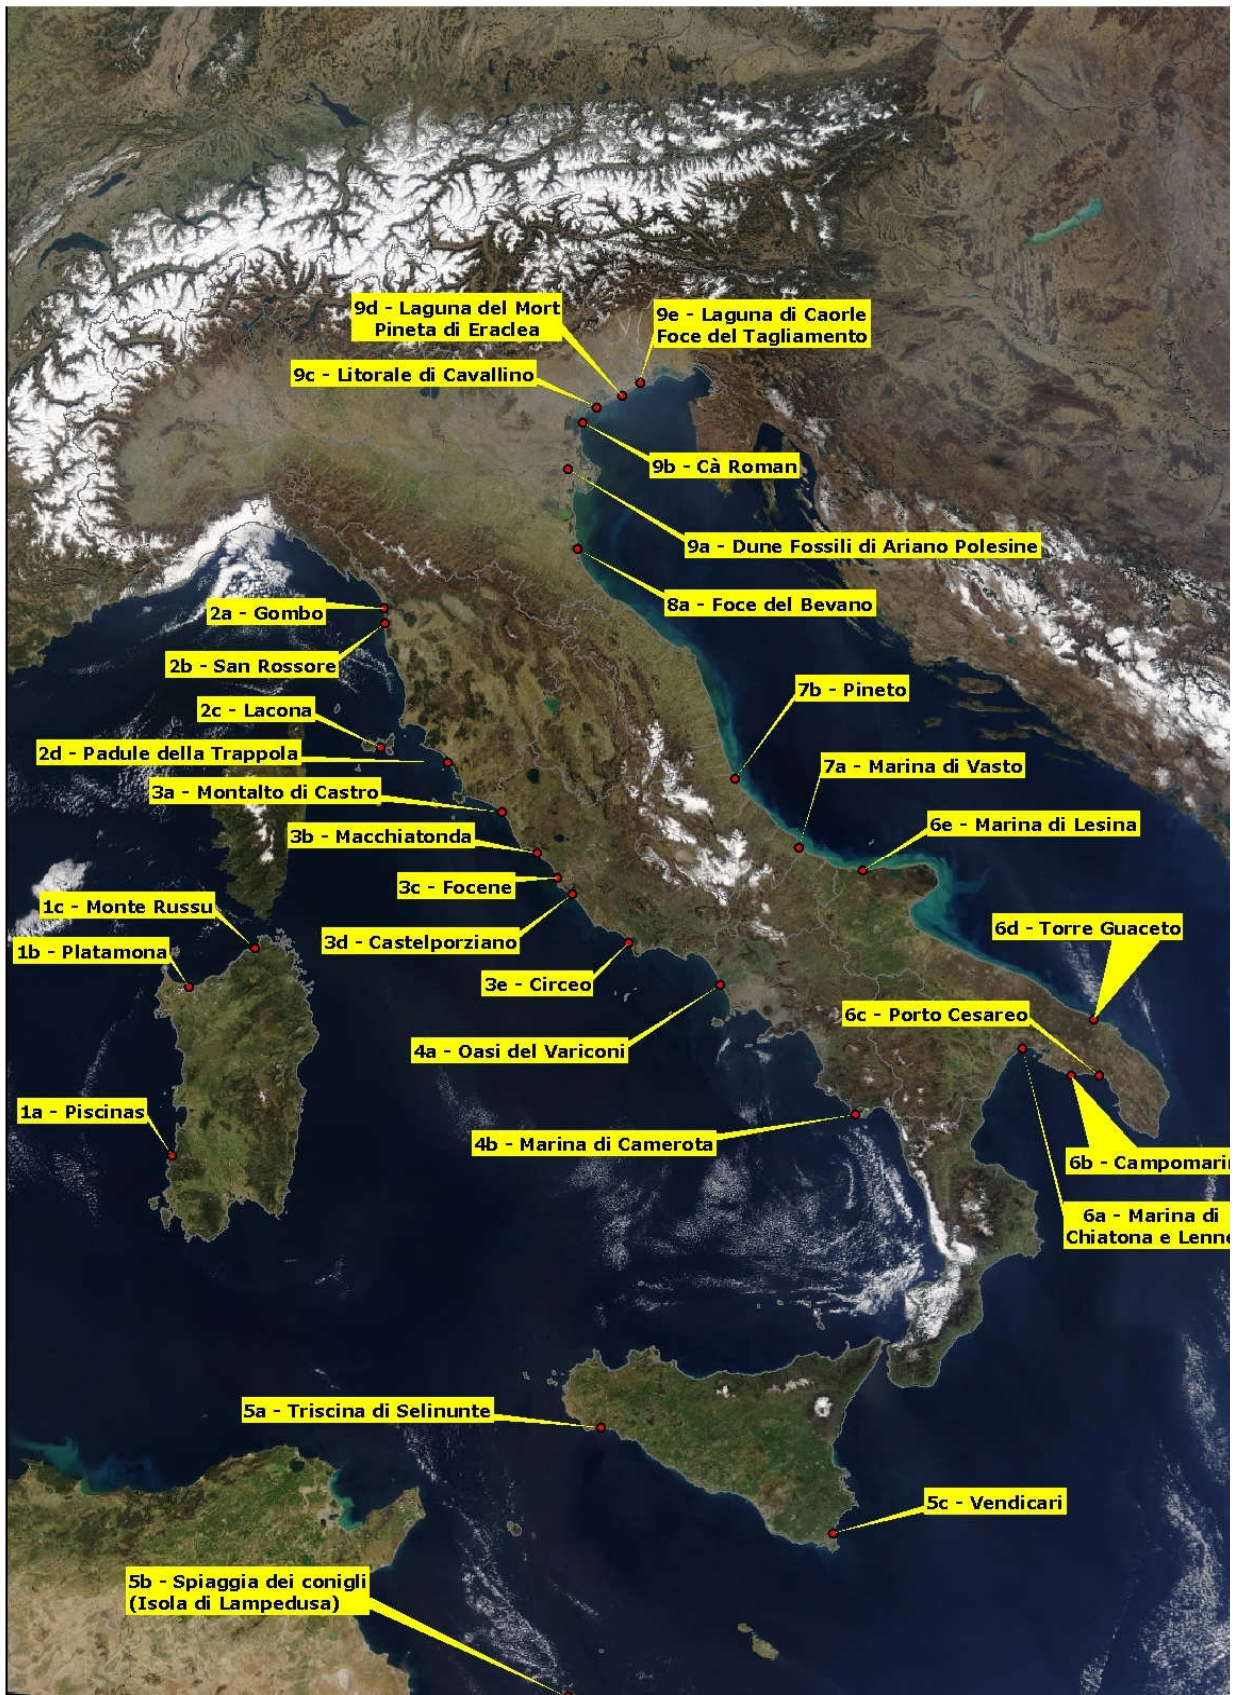 9d - Laguna del Mort
Pineta di Eraclea
9e - Laguna di Caorle
Foce del Tagliamento
9c - Litorale di Cavallino
9b - Cà Roman
9a - Dune Fossili di Ariano Polesine
8a - Foce del Bevano
2a - Gombo
2b - San Rossore
7b - Pineto
2c - Lacona
2d - Padule della Trappola
7a - Marina di Vasto
3a - Montalto di Castro
6e - Marina di Lesina
3b - Macchiatonda
3c - Focene
1c - Monte Russu
6d - Torre Guaceto
3d - Castelporziano
1b - Platamona
3e - Circeo
6c - Porto Cesareo
4a - Oasi del Variconi
1a - Piscinas
4b - Marina di Camerota
6b - Campomarin
6a - Marina di
Chiatona e Lenne
5a - Triscina di Selinunte
5c - Vendicari
5b - Spiaggia dei conigli
(Isola di Lampedusa)